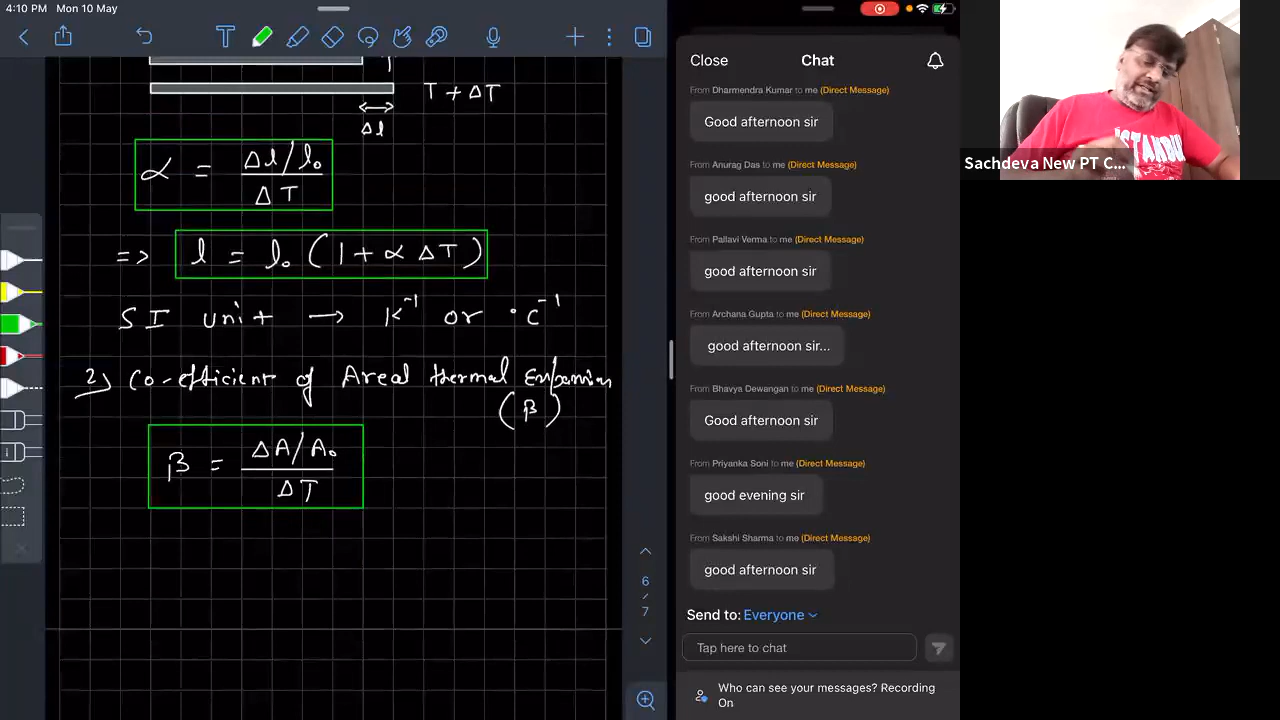 4:10 PM Mon 10 May
T + ΔT
Δl
α = Δl/l₀ / ΔT
=> l = l₀ (1 + α ΔT)
SI unit → K⁻¹ or °C⁻¹
2) Co-efficient of Areal thermal Expansion
(β)
β = ΔA/A₀ / ΔT
6
/
7
Close Chat
From Dharmendra Kumar to me (Direct Message)
Good afternoon sir
From Anurag Das to me (Direct Message)
good afternoon sir
From Pallavi Verma to me (Direct Message)
good afternoon sir
From Archana Gupta to me (Direct Message)
good afternoon sir...
From Bhavya Dewangan to me (Direct Message)
Good afternoon sir
From Priyanka Soni to me (Direct Message)
good evening sir
From Sakshi Sharma to me (Direct Message)
good afternoon sir
Send to: Everyone
Tap here to chat
Who can see your messages? Recording
On
ISTANBUL
Sachdeva New PT C...